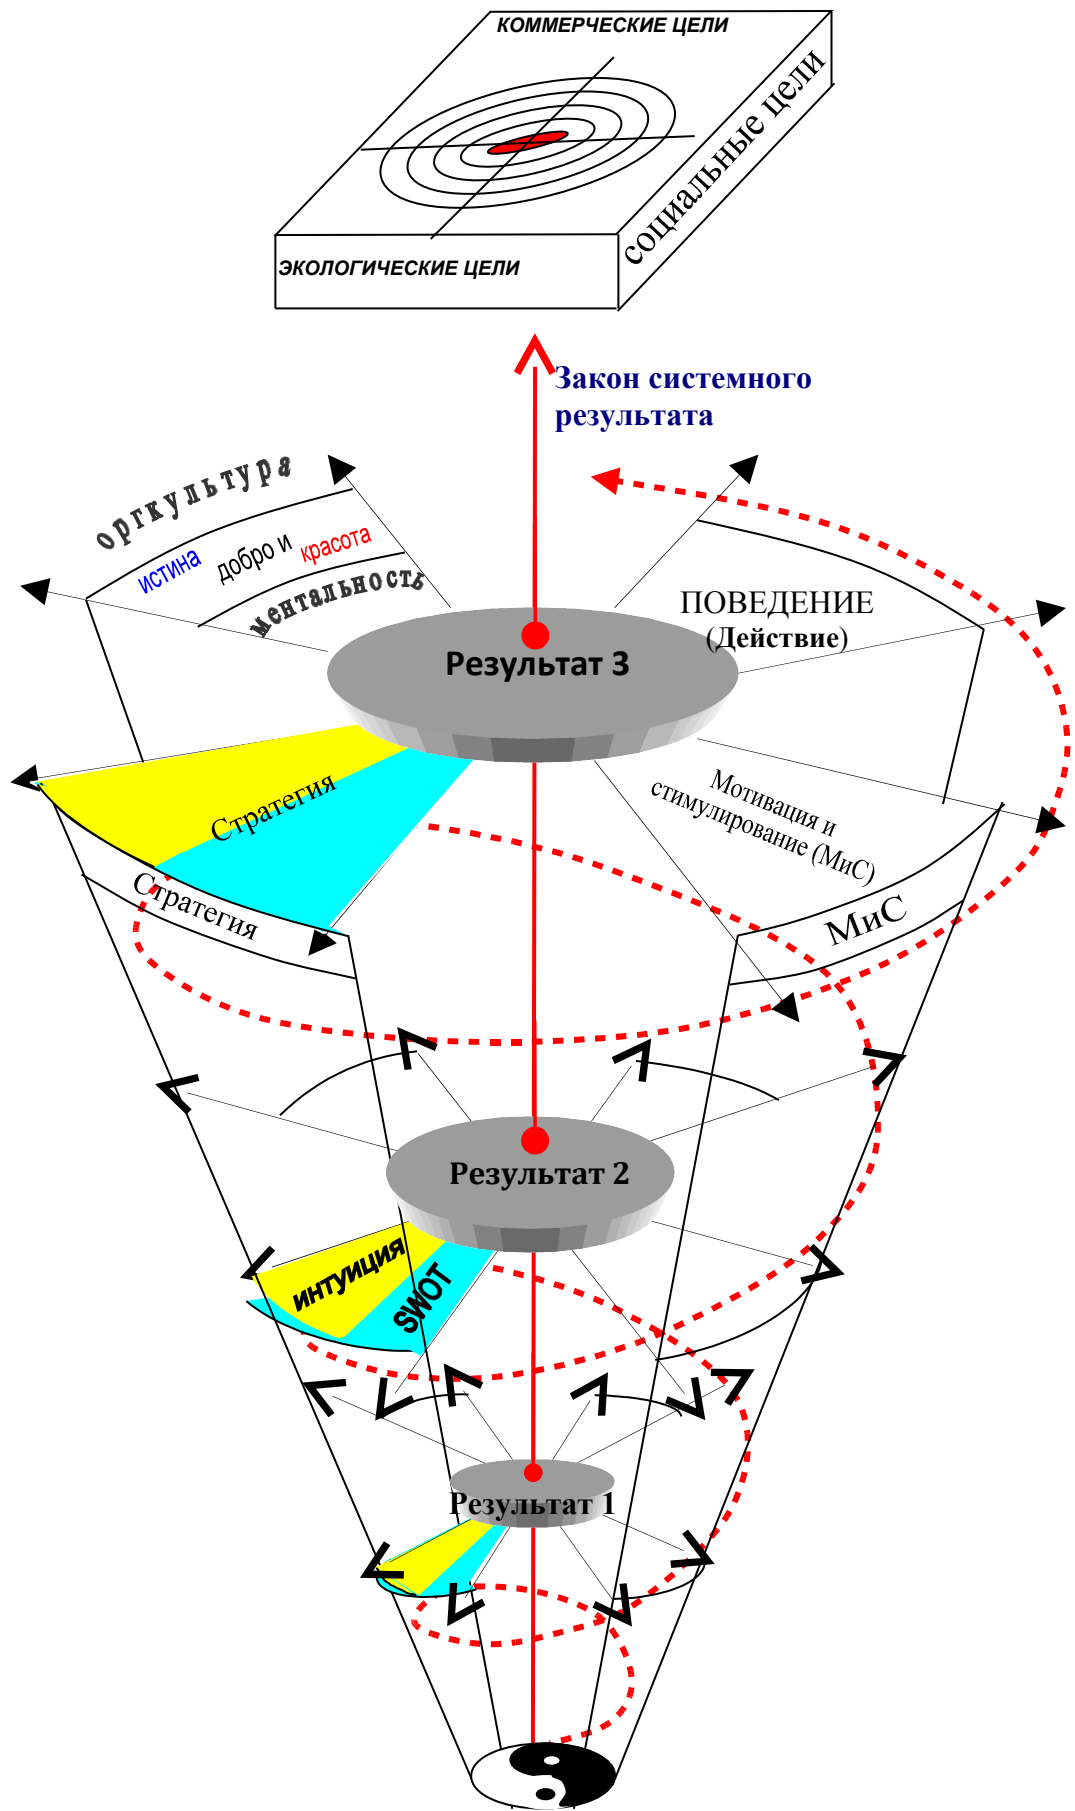 КОММЕРЧЕСКИЕ ЦЕЛИ
социальные цели
ЭКОЛОГИЧЕСКИЕ ЦЕЛИ
Закон системного
результата
оргкультура
истина
добро и
красота
ментальность
ПОВЕДЕНИЕ
(Действие)
Результат 3
Стратегия
Мотивация и
стимулирование (МиС)
Стратегия
МиС
Результат 2
интуиция
SWOT
Результат 1